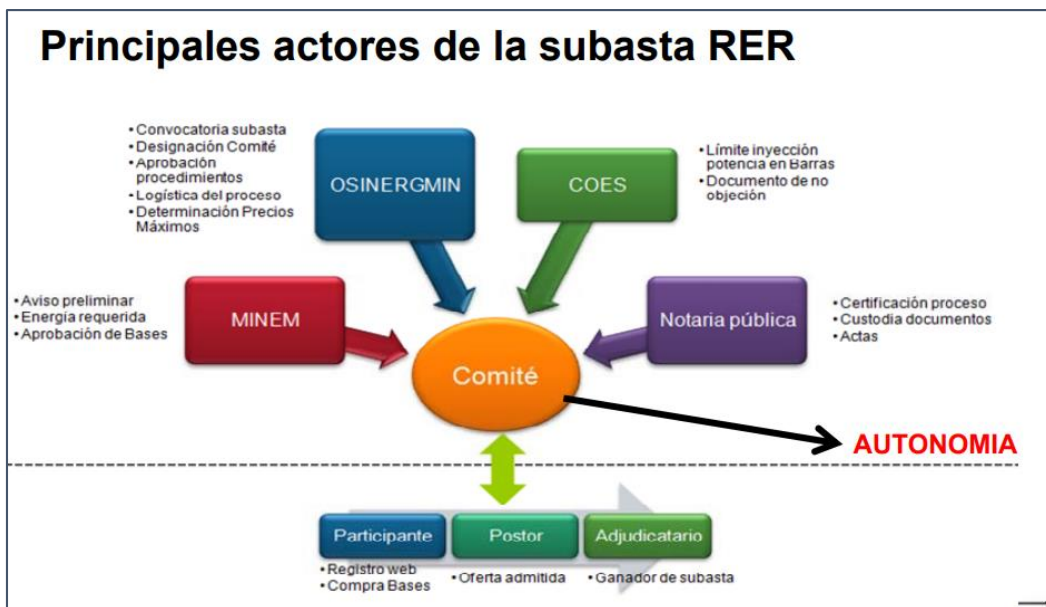 Principales actores de la subasta RER
• Convocatoria subasta
• Designación Comité
• Aprobación
procedimientos
• Logística del proceso
• Determinación Precios
Máximos
OSINERGMIN
COES
• Límite inyección
potencia en Barras
• Documento de no
objeción
• Aviso preliminar
• Energía requerida
• Aprobación de Bases
MINEM
Notaria pública
• Certificación proceso
• Custodia documentos
• Actas
Comité
AUTONOMIA
Participante
Postor
Adjudicatario
• Registro web
• Compra Bases
• Oferta admitida
• Ganador de subasta